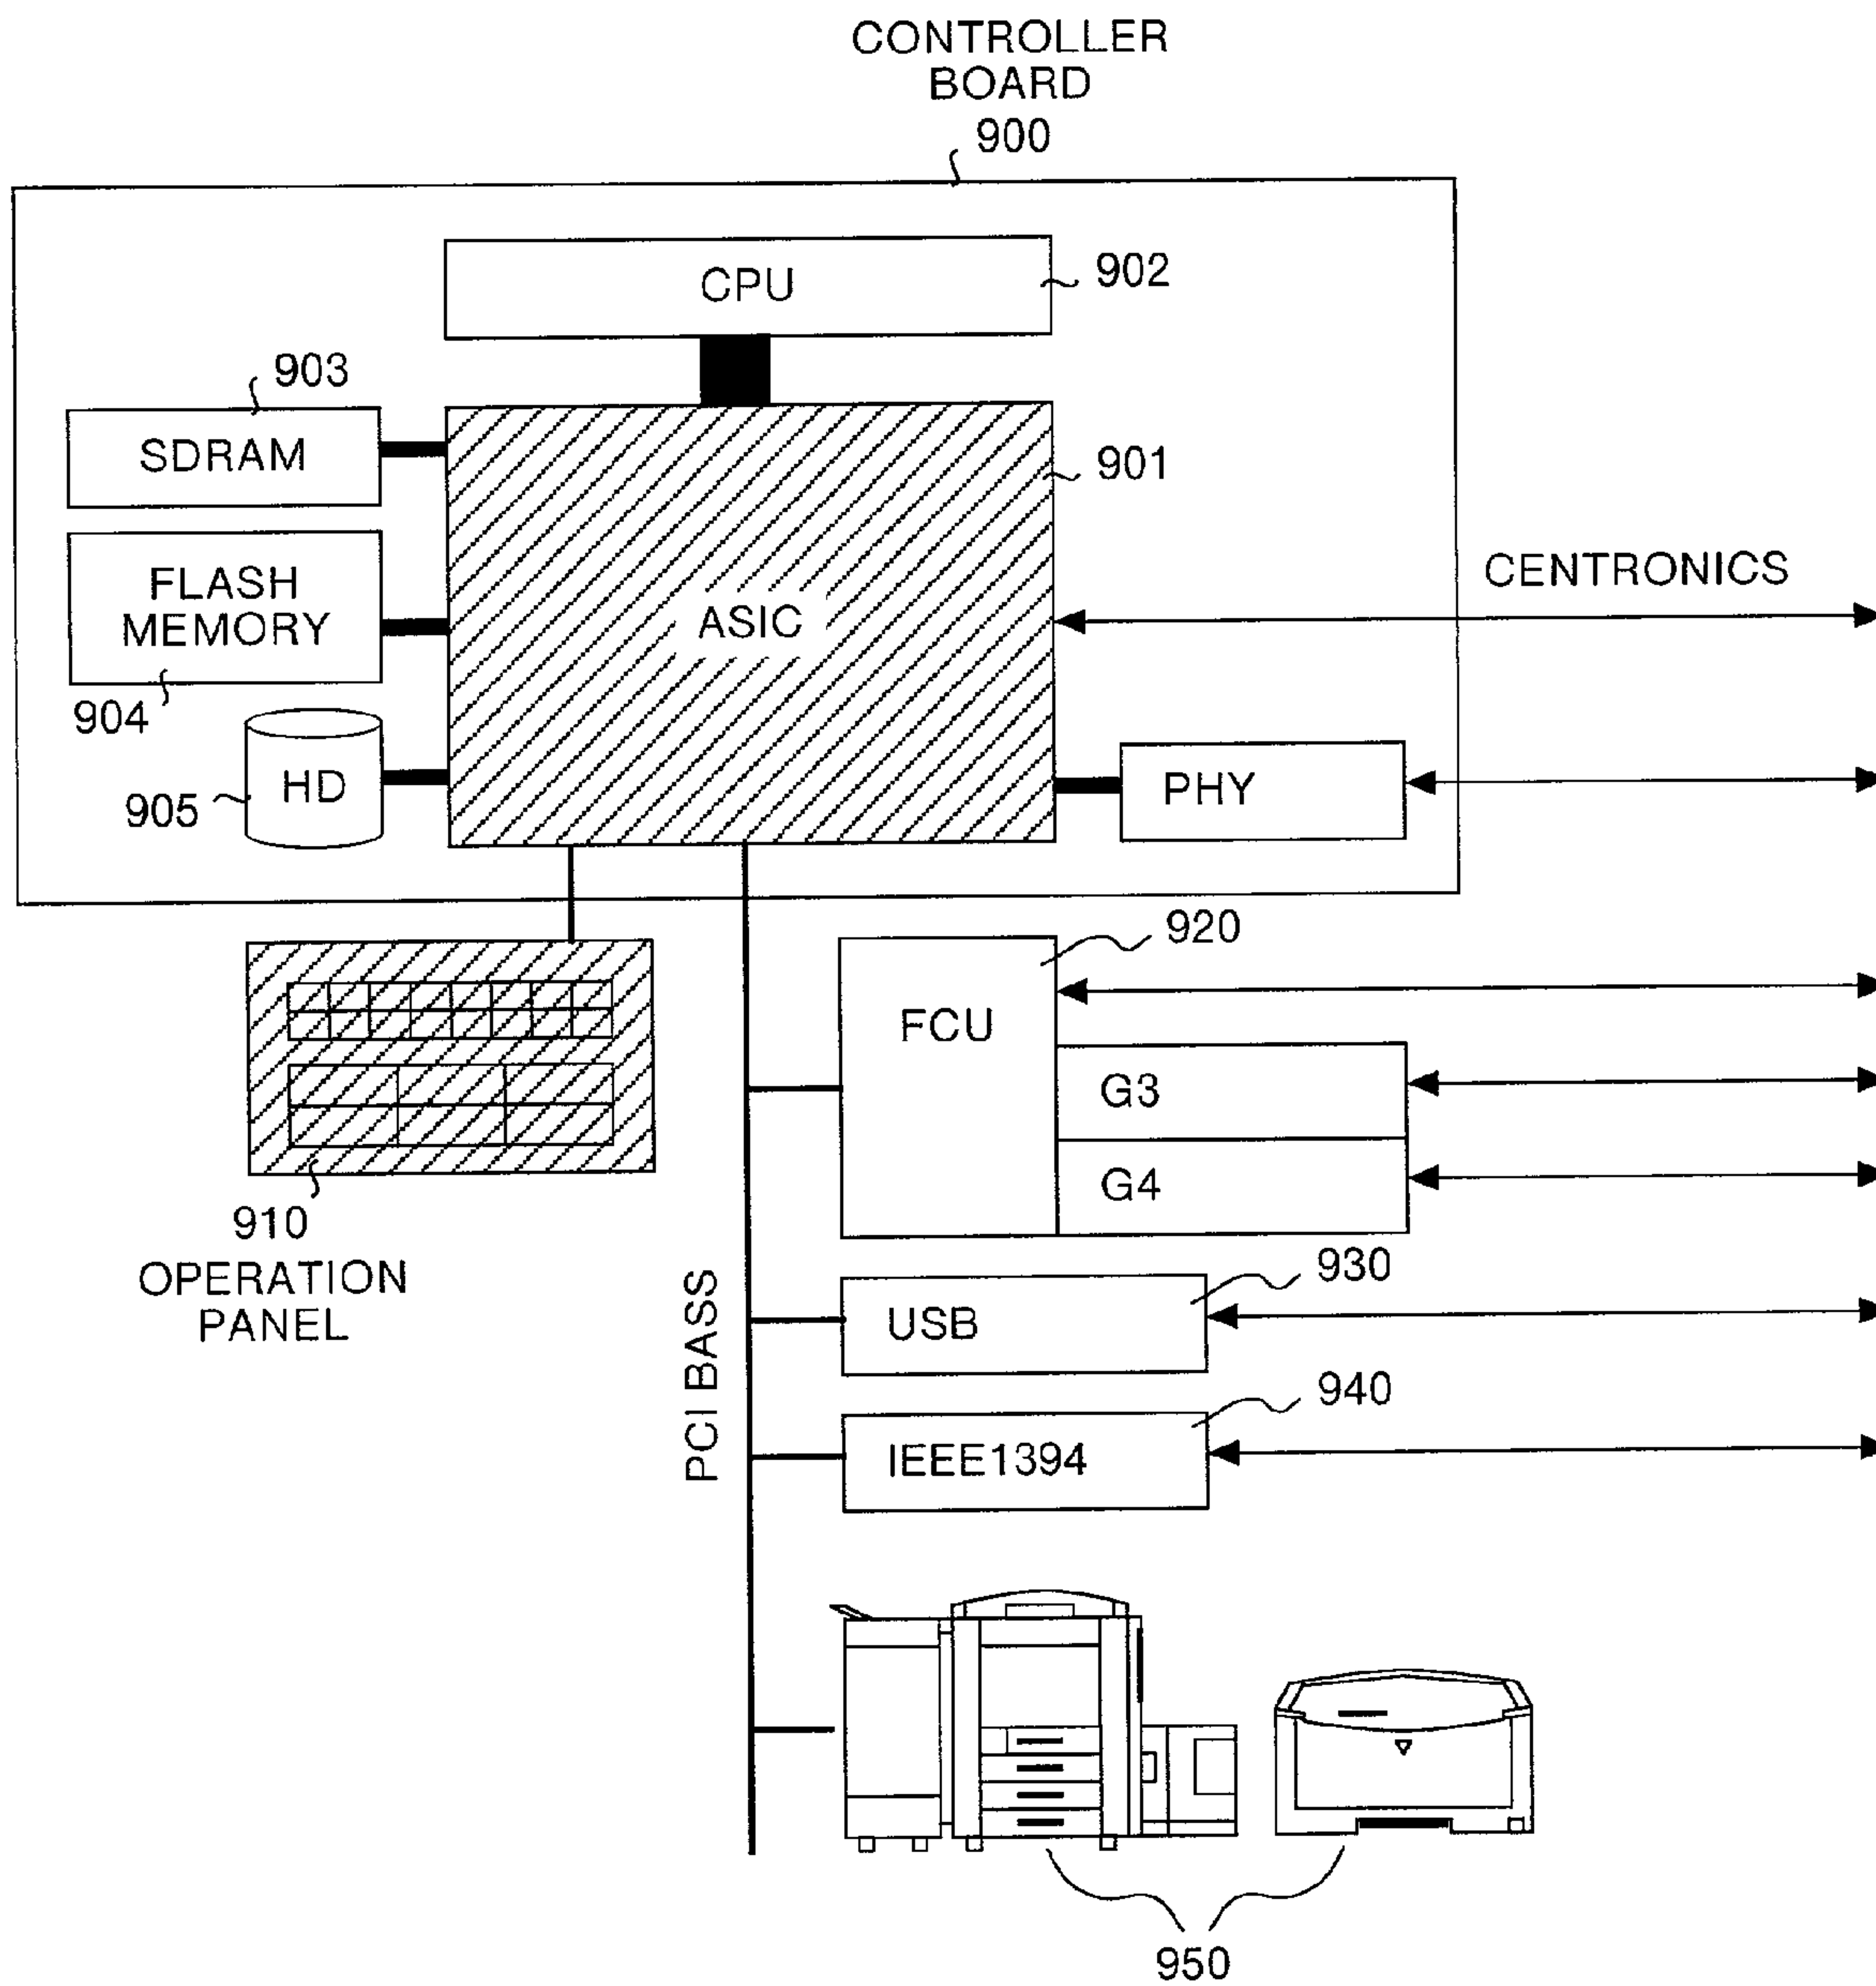 CONTROLLER
BOARD
900
CPU
902
903
SDRAM
901
FLASH
MEMORY
904
ASIC
CENTRONICS
HD
905
PHY
920
FCU
G3
G4
910
OPERATION
PANEL
PCI BASS
930
USB
940
IEEE1394
950